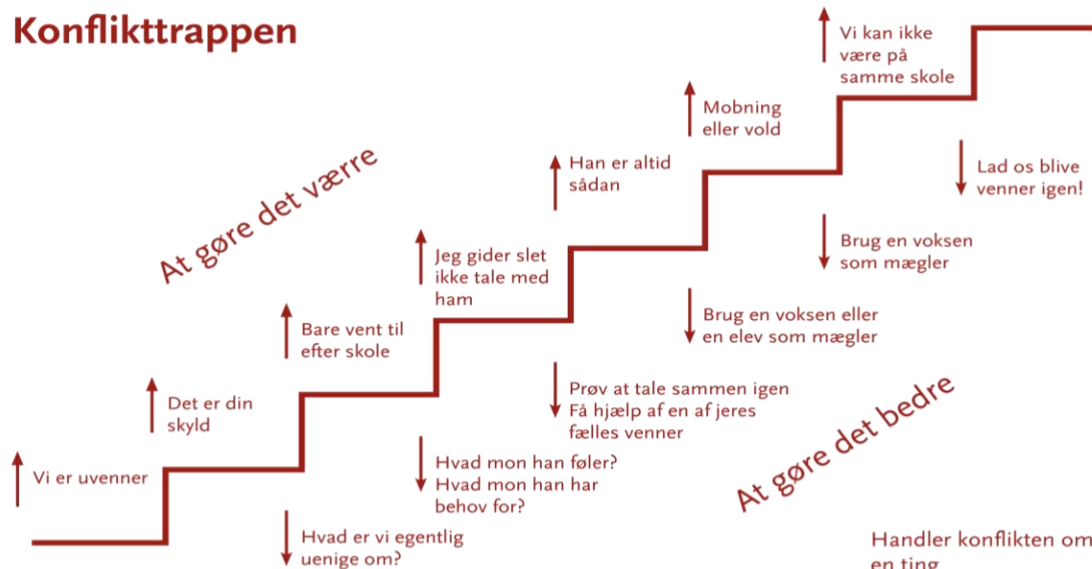 Konflikttrappen
Vi kan ikke
være på
samme skole
Mobning
eller vold
Han er altid
sådan
At gøre det værre
Jeg gider slet
ikke tale med
ham
Bare vent til
efter skole
Det er din
skyld
Vi er uvenner
Lad os blive
venner igen!
Brug en voksen
som mægler
Brug en voksen eller
en elev som mægler
Prøv at tale sammen igen
Få hjælp af en af jeres
fælles venner
Hvad mon han føler?
Hvad mon han har
behov for?
Hvad er vi egentlig
uenige om?
At gøre det bedre
Handler konflikten om
en ting